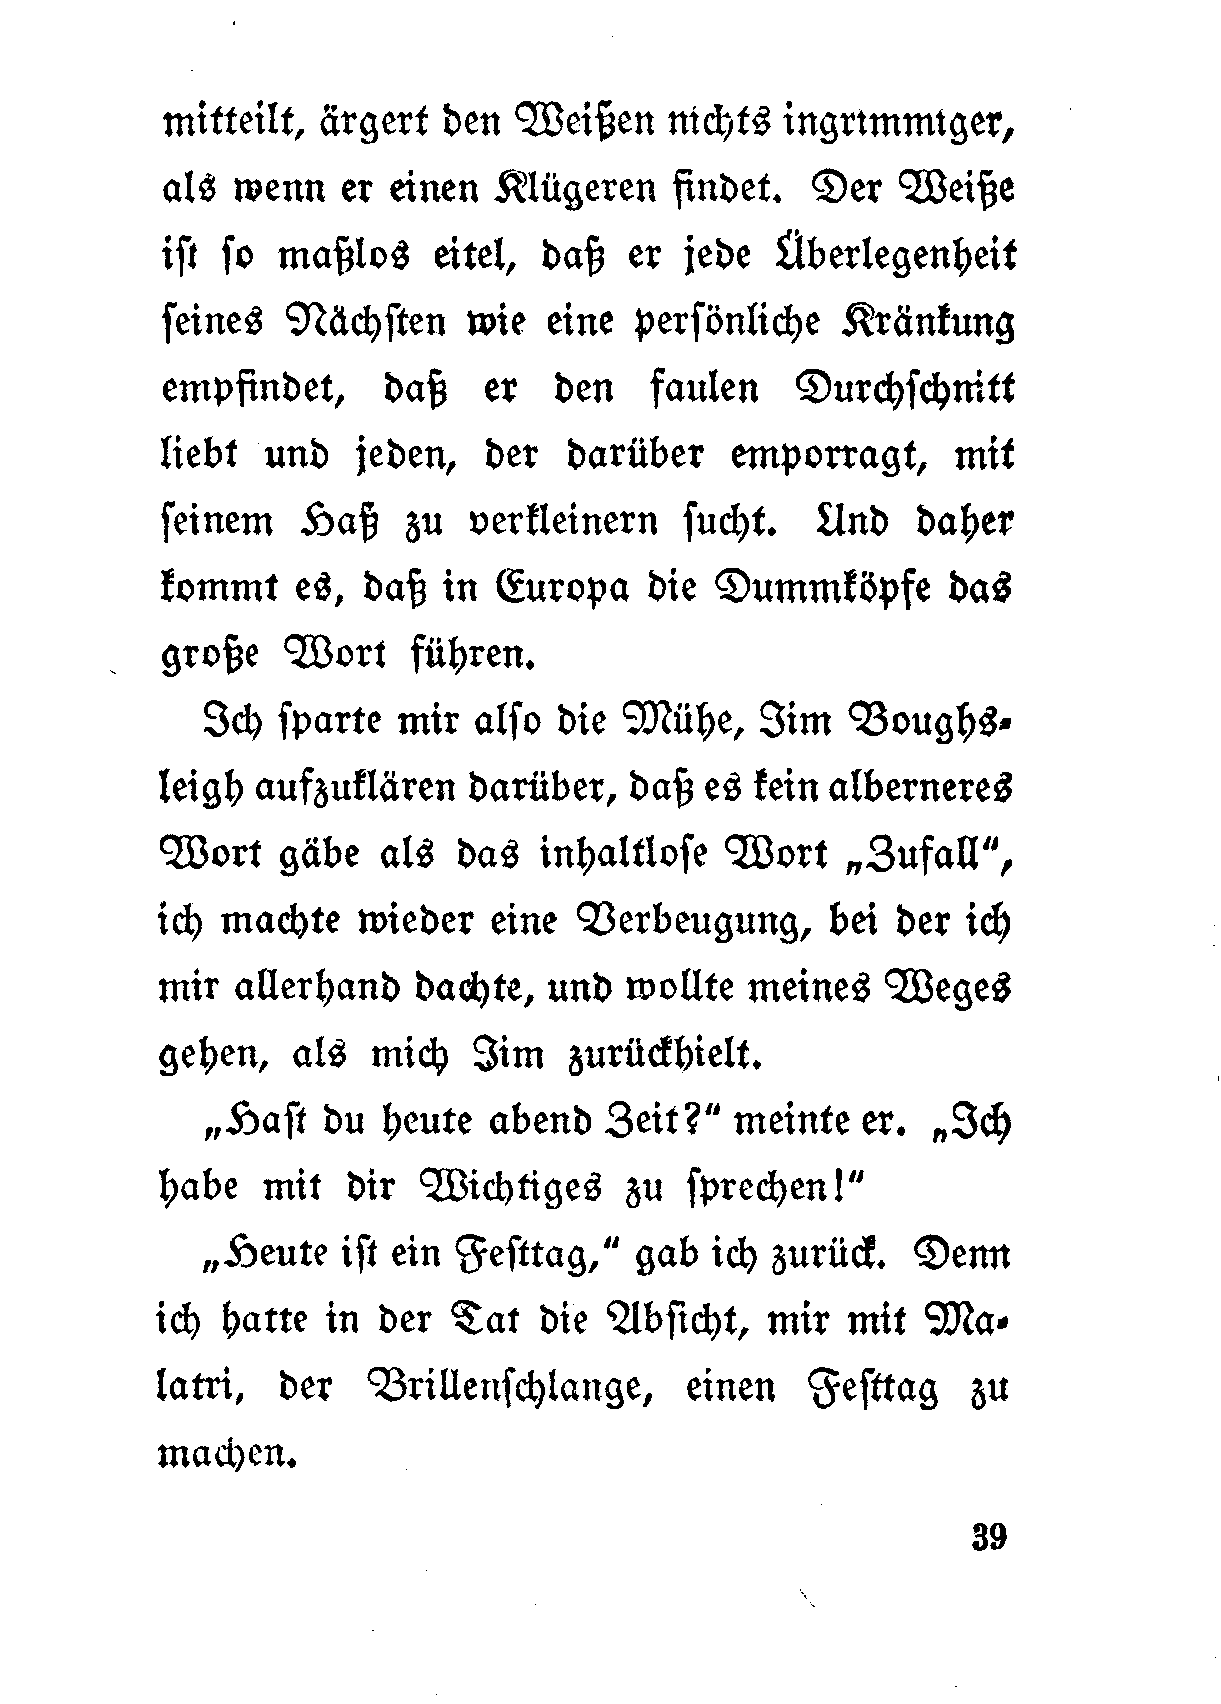 mitteilt, ärgert den Weißen nichts ingrimmiger,
als wenn er einen Klügeren findet. Der Weiße
ist so maßlos eitel, daß er jede Überlegenheit
seines Nächsten wie eine persönliche Kränkung
empfindet, daß er den faulen Durchschnitt
liebt und jeden, der darüber emporragt, mit
seinem Haß zu verkleinern sucht. Und daher
kommt es, daß in Europa die Dummköpfe das
große Wort führen.
Ich sparte mir also die Mühe, Jim Boughs-
leigh aufzuklären darüber, daß es kein alberneres
Wort gäbe als das inhaltlose Wort „Zufall“,
ich machte wieder eine Verbeugung, bei der ich
mir allerhand dachte, und wollte meines Weges
gehen, als mich Jim zurückhielt.
„Hast du heute abend Zeit?“ meinte er. „Ich
habe mit dir Wichtiges zu sprechen!“
„Heute ist ein Festtag,“ gab ich zurück. Denn
ich hatte in der Tat die Absicht, mir mit Ma-
latri, der Brillenschlange, einen Festtag zu
machen.
39